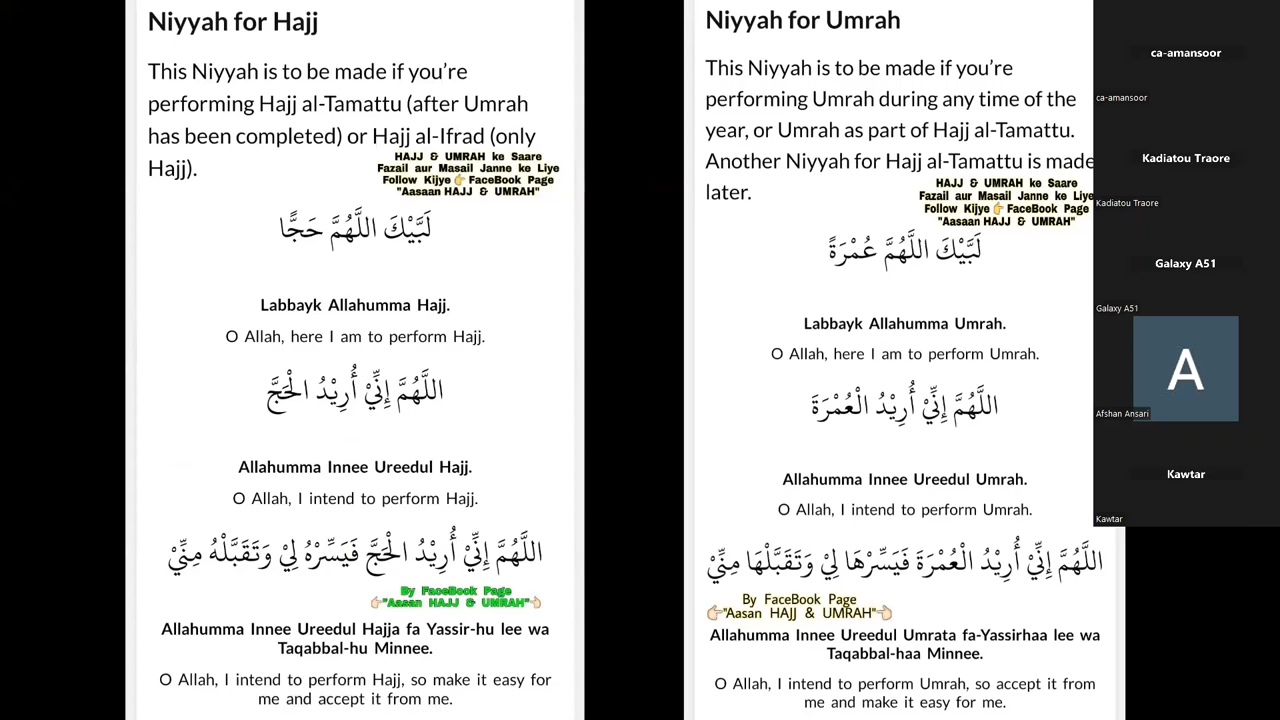 Niyyah for Hajj
This Niyyah is to be made if you're
performing Hajj al-Tamattu (after Umrah
has been completed) or Hajj al-Ifrad (only
Hajj).
HAJJ & UMRAH ke Saare
Fazail aur Masail Janne ke Liye
Follow Kijye 👉 FaceBook Page
"Aasaan HAJJ & UMRAH"
لَبَّيْكَ اللَّهُمَّ حَجًّا
Labbayk Allahumma Hajj.
O Allah, here I am to perform Hajj.
اللَّهُمَّ إِنِّيْ أُرِيْدُ الْحَجَّ
Allahumma Innee Ureedul Hajj.
O Allah, I intend to perform Hajj.
اللَّهُمَّ إِنِّيْ أُرِيْدُ الْحَجَّ فَيَسِّرْهُ لِيْ وَتَقَبَّلْهُ مِنِّيْ
By FaceBook Page
👉"Aasan HAJJ & UMRAH"👈
Allahumma Innee Ureedul Hajja fa Yassir-hu lee wa
Taqabbal-hu Minnee.
O Allah, I intend to perform Hajj, so make it easy for
me and accept it from me.
Niyyah for Umrah
This Niyyah is to be made if you're
performing Umrah during any time of the
year, or Umrah as part of Hajj al-Tamattu.
Another Niyyah for Hajj al-Tamattu is made
later.
HAJJ & UMRAH ke Saare
Fazail aur Masail Janne ke Liye
Follow Kijye 👉 FaceBook Page
"Aasaan HAJJ & UMRAH"
لَبَّيْكَ اللَّهُمَّ عُمْرَةً
Labbayk Allahumma Umrah.
O Allah, here I am to perform Umrah.
اللَّهُمَّ إِنِّيْ أُرِيْدُ الْعُمْرَةَ
Allahumma Innee Ureedul Umrah.
O Allah, I intend to perform Umrah.
اللَّهُمَّ إِنِّيْ أُرِيْدُ الْعُمْرَةَ فَيَسِّرْهَا لِيْ وَتَقَبَّلْهَا مِنِّيْ
By FaceBook Page
👉"Aasan HAJJ & UMRAH"👈
Allahumma Innee Ureedul Umrata fa-Yassirhaa lee wa
Taqabbal-haa Minnee.
O Allah, I intend to perform Umrah, so accept it from
me and make it easy for me.
ca-amansoor
ca-amansoor
Kadiatou Traore
Kadiatou Traore
Galaxy A51
Galaxy A51
A
Afshan Ansari
Kawtar
Kawtar